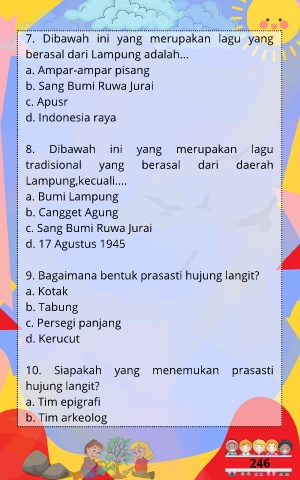 7. Dibawah ini yang merupakan lagu yang
berasal dari Lampung adalah...
a. Ampar-ampar pisang
b. Sang Bumi Ruwa Jurai
c. Apusr
d. Indonesia raya
8. Dibawah ini yang merupakan lagu
tradisional yang berasal dari daerah
Lampung,kecuali....
a. Bumi Lampung
b. Cangget Agung
c. Sang Bumi Ruwa Jurai
d. 17 Agustus 1945
9. Bagaimana bentuk prasasti hujung langit?
a. Kotak
b. Tabung
c. Persegi panjang
d. Kerucut
10. Siapakah yang menemukan prasasti
hujung langit?
a. Tim epigrafi
b. Tim arkeolog
246